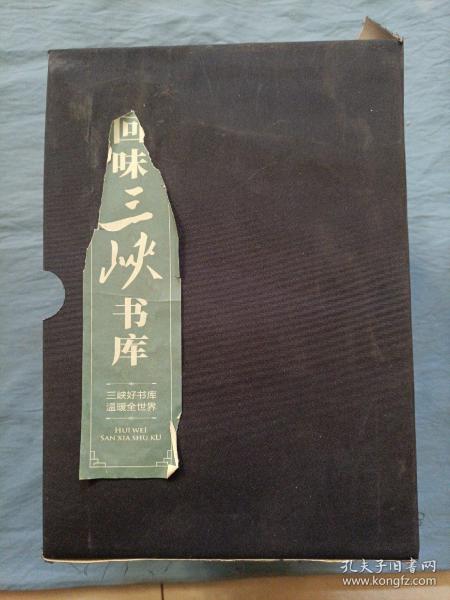 回味三峡书库
三峡好书库
温暖全世界
HUI WEI
SAN XIA SHU KU
孔夫子旧书网
www.kongfz.com